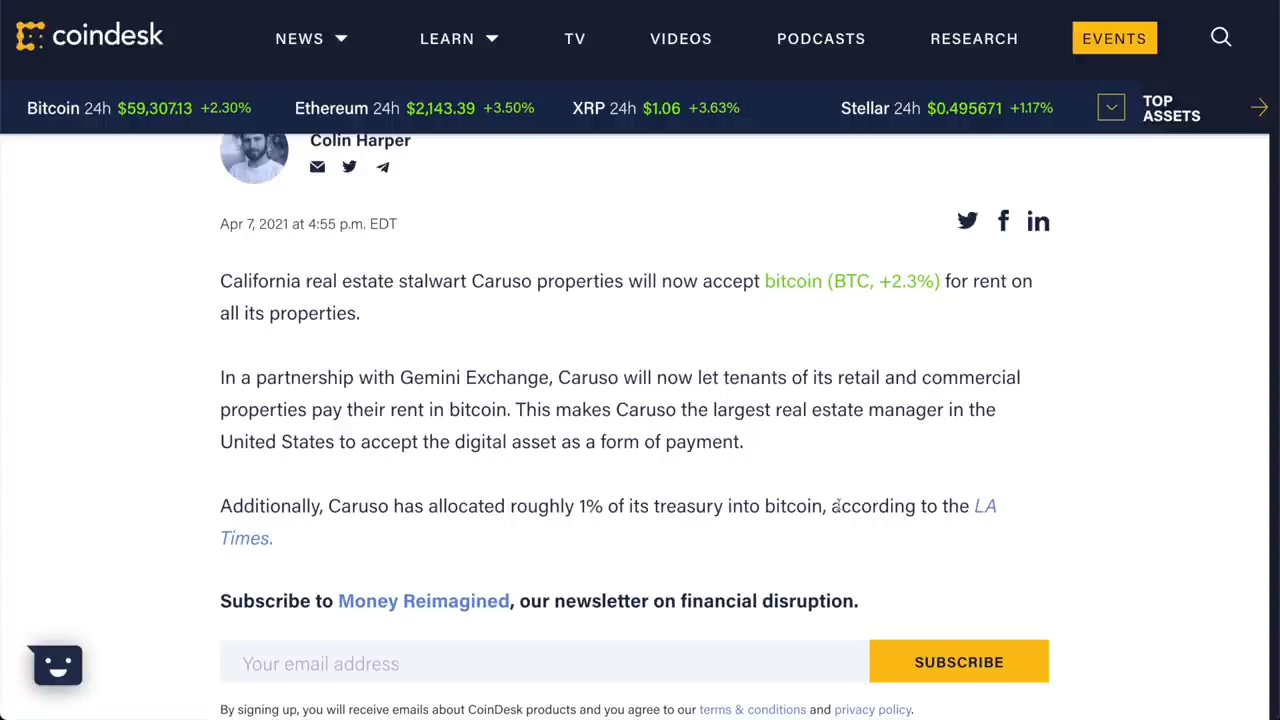 coindesk
NEWS LEARN TV VIDEOS PODCASTS RESEARCH EVENTS
Bitcoin 24h $59,307.13 +2.30% Ethereum 24h $2,143.39 +3.50% XRP 24h $1.06 +3.63% Stellar 24h $0.495671 +1.17% TOP ASSETS
Colin Harper
Apr 7, 2021 at 4:55 p.m. EDT
California real estate stalwart Caruso properties will now accept bitcoin (BTC, +2.3%) for rent on
all its properties.
In a partnership with Gemini Exchange, Caruso will now let tenants of its retail and commercial
properties pay their rent in bitcoin. This makes Caruso the largest real estate manager in the
United States to accept the digital asset as a form of payment.
Additionally, Caruso has allocated roughly 1% of its treasury into bitcoin, according to the LA
Times.
Subscribe to Money Reimagined, our newsletter on financial disruption.
Your email address
SUBSCRIBE
By signing up, you will receive emails about CoinDesk products and you agree to our terms & conditions and privacy policy.